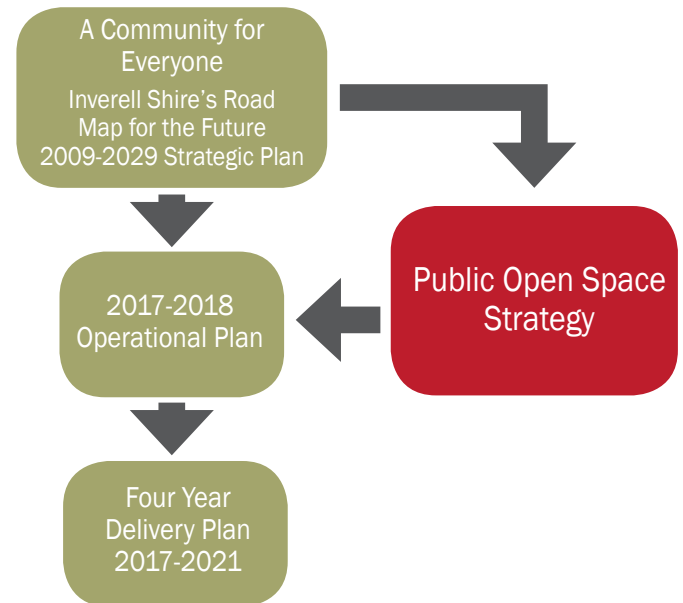 A Community for
Everyone
Inverell Shire's Road
Map for the Future
2009-2029 Strategic Plan
Public Open Space
Strategy
2017-2018
Operational Plan
Four Year
Delivery Plan
2017-2021